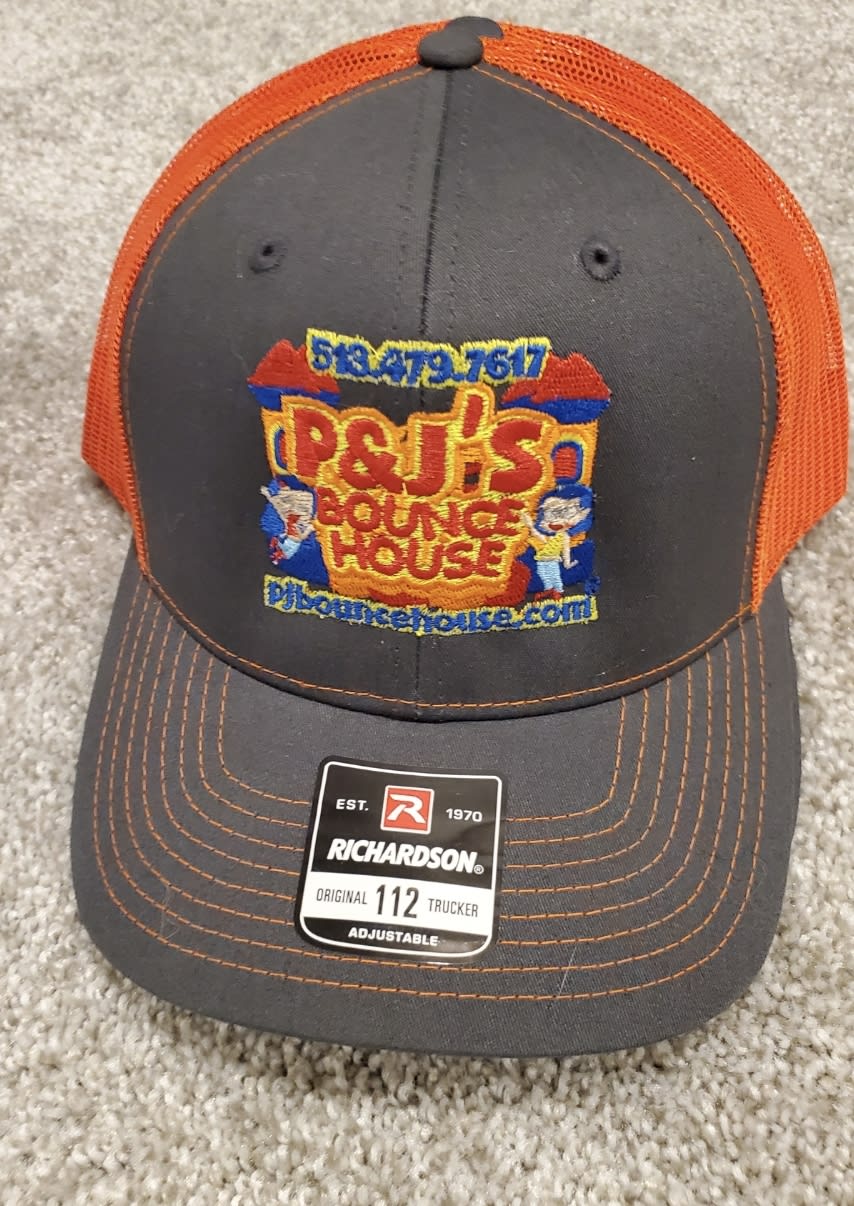 513.479.7617
P&J'S
BOUNCE
HOUSE
pjbouncehouse.com
EST. R 1970
RICHARDSON®
ORIGINAL 112 TRUCKER
ADJUSTABLE